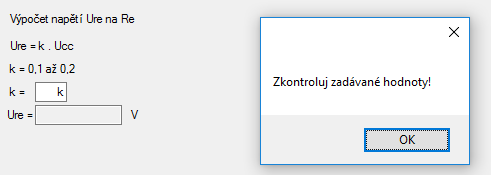 Výpočet napětí Ure na Re
Ure = k . Ucc
k = 0,1 až 0,2
k = k
Ure = V
Zkontroluj zadávané hodnoty!
OK